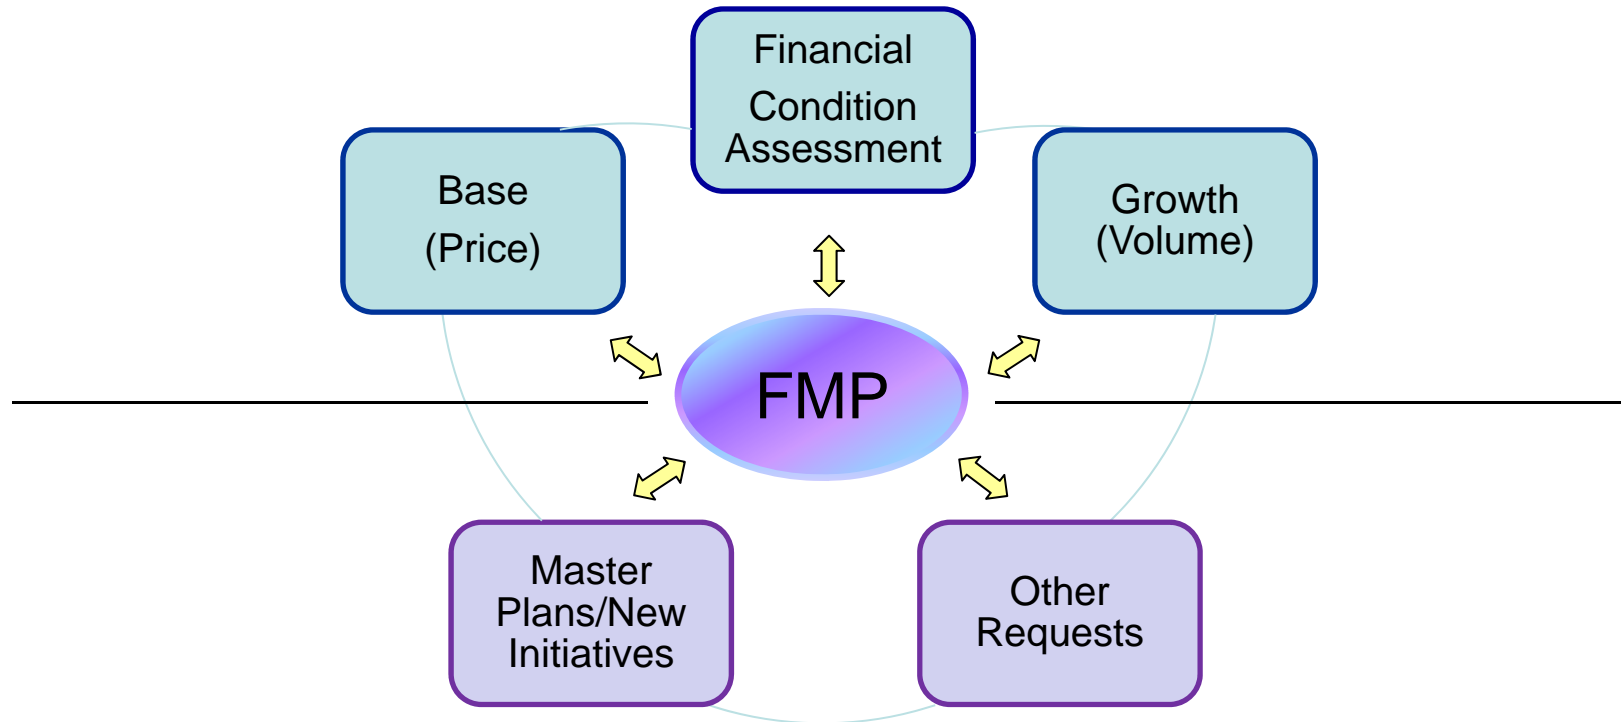 Financial
Condition
Assessment
Base
(Price)
Growth
(Volume)
FMP
Master
Plans/New
Initiatives
Other
Requests